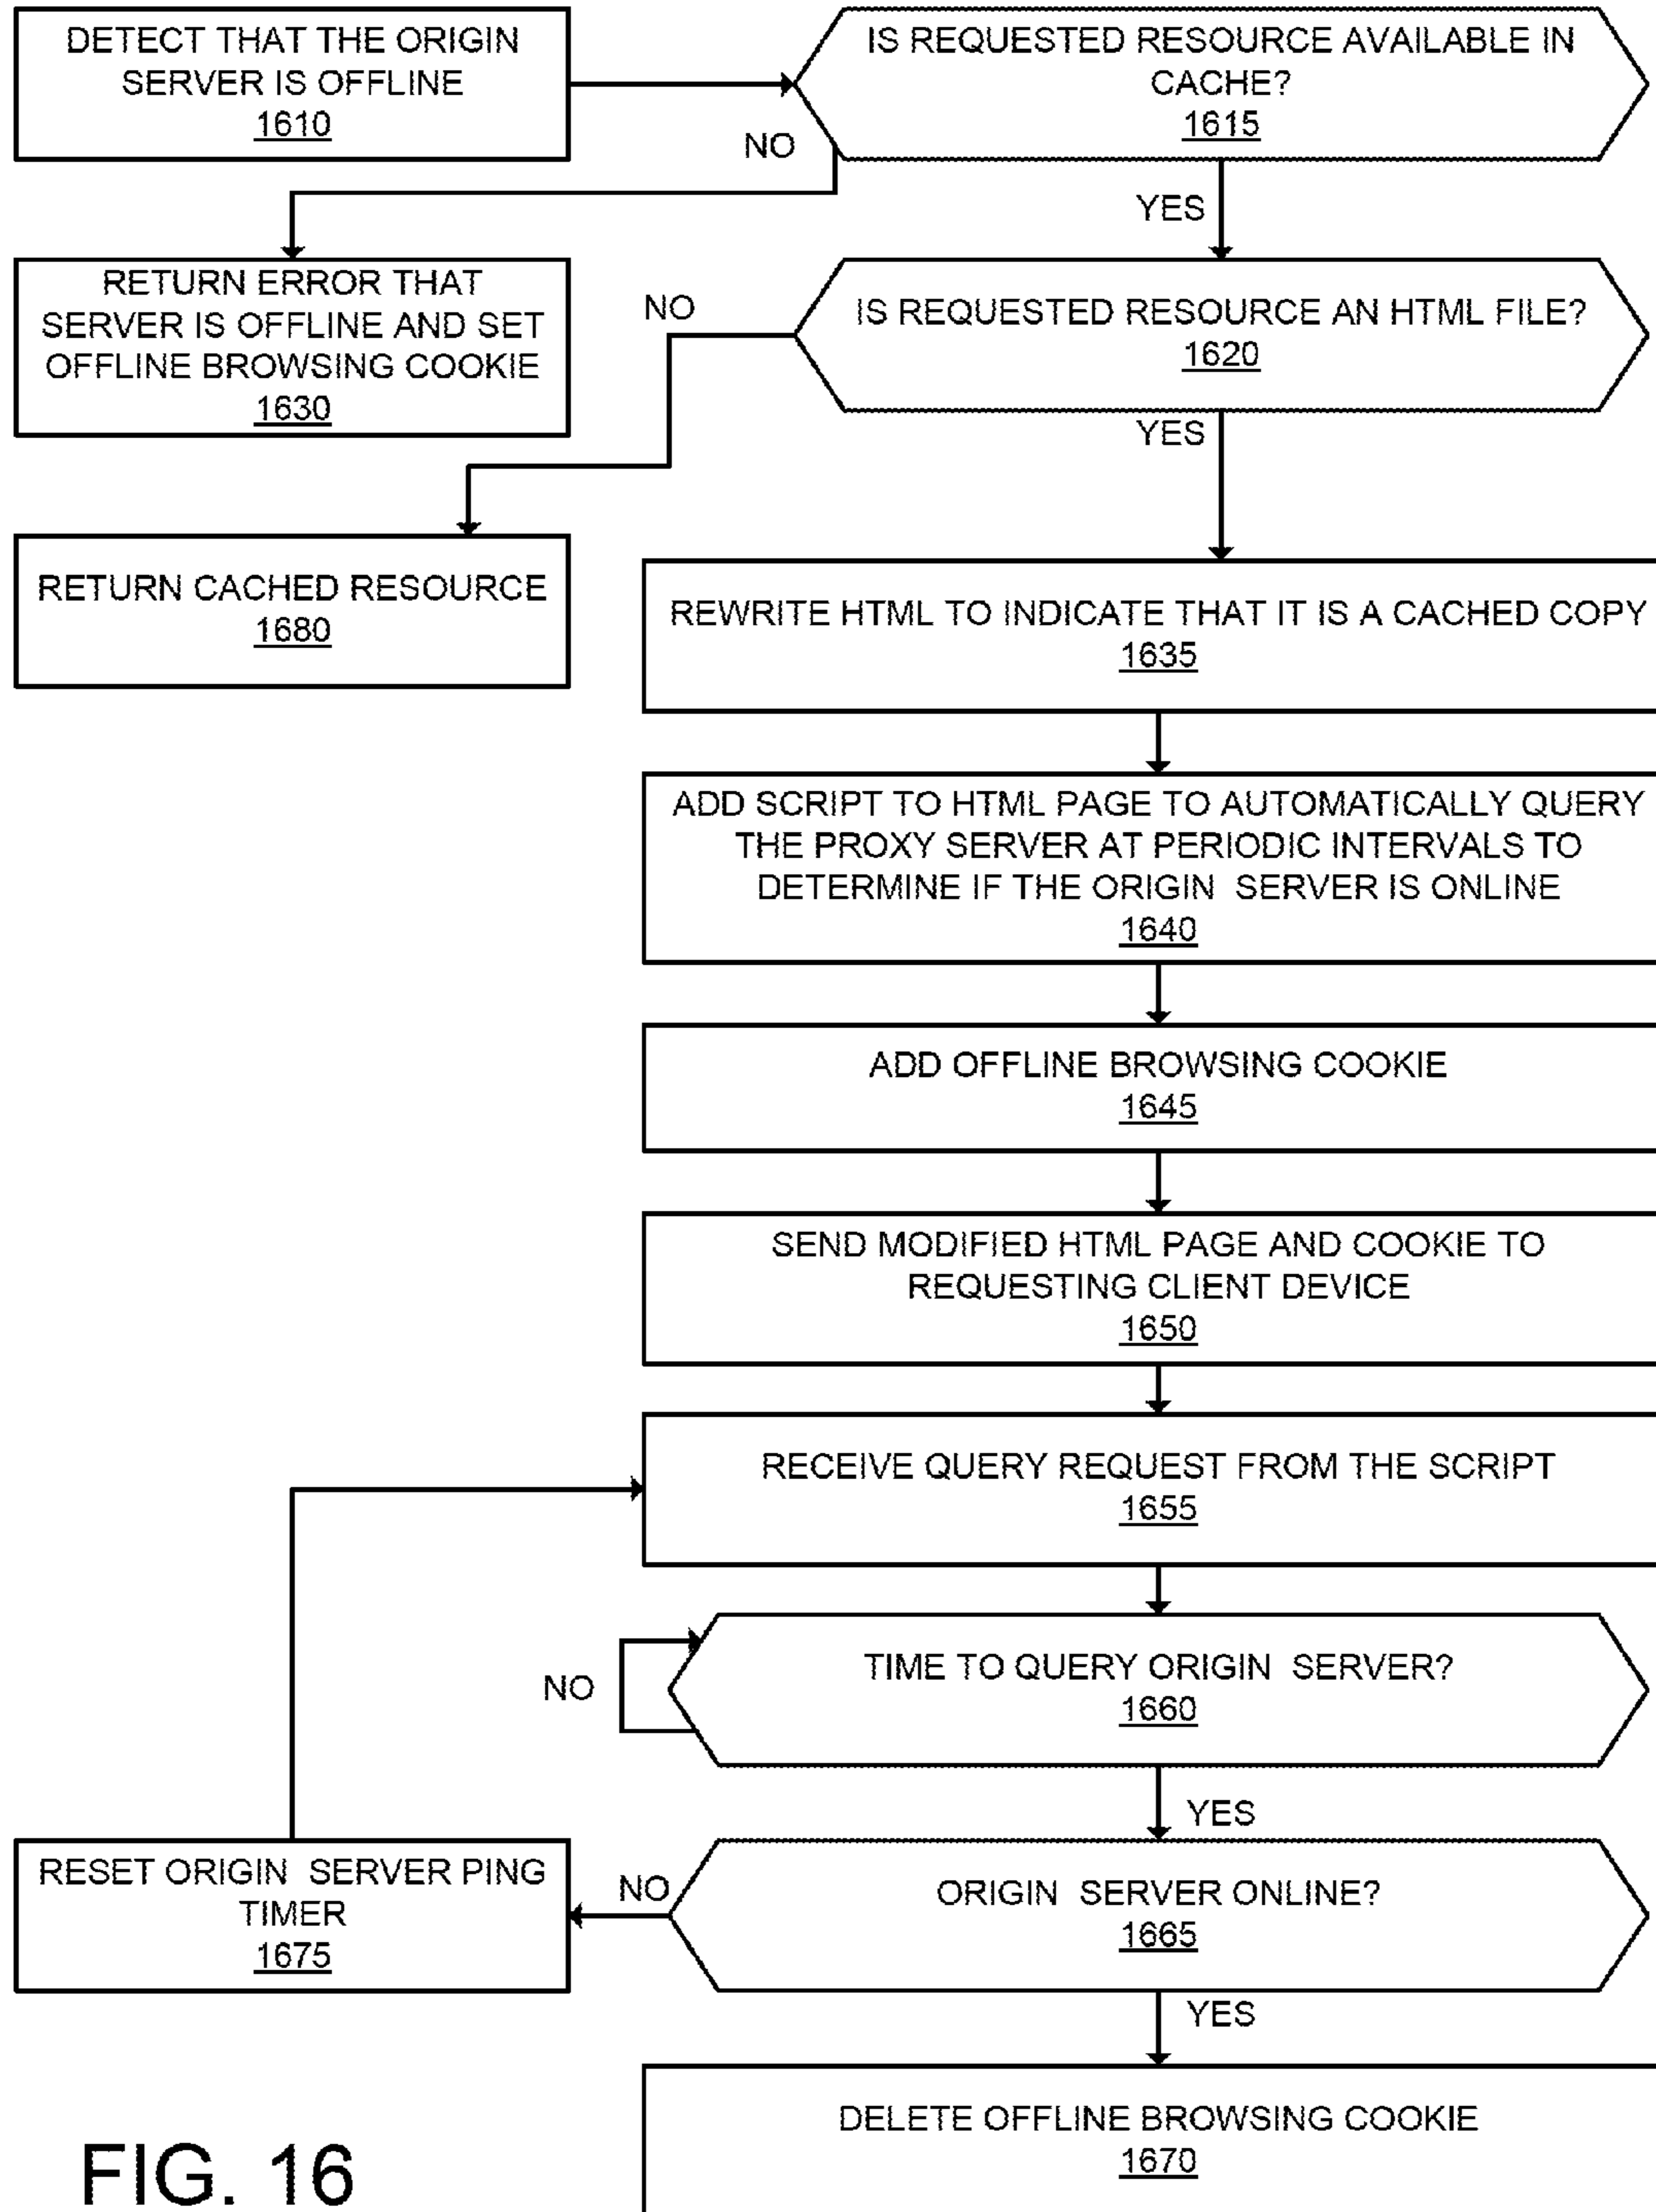 DETECT THAT THE ORIGIN
SERVER IS OFFLINE
1610
IS REQUESTED RESOURCE AVAILABLE IN
CACHE?
1615
NO
YES
RETURN ERROR THAT
SERVER IS OFFLINE AND SET
OFFLINE BROWSING COOKIE
1630
NO
IS REQUESTED RESOURCE AN HTML FILE?
1620
YES
RETURN CACHED RESOURCE
1680
REWRITE HTML TO INDICATE THAT IT IS A CACHED COPY
1635
ADD SCRIPT TO HTML PAGE TO AUTOMATICALLY QUERY
THE PROXY SERVER AT PERIODIC INTERVALS TO
DETERMINE IF THE ORIGIN SERVER IS ONLINE
1640
ADD OFFLINE BROWSING COOKIE
1645
SEND MODIFIED HTML PAGE AND COOKIE TO
REQUESTING CLIENT DEVICE
1650
RECEIVE QUERY REQUEST FROM THE SCRIPT
1655
NO
TIME TO QUERY ORIGIN SERVER?
1660
YES
RESET ORIGIN SERVER PING
TIMER
1675
NO
ORIGIN SERVER ONLINE?
1665
YES
DELETE OFFLINE BROWSING COOKIE
1670
FIG. 16